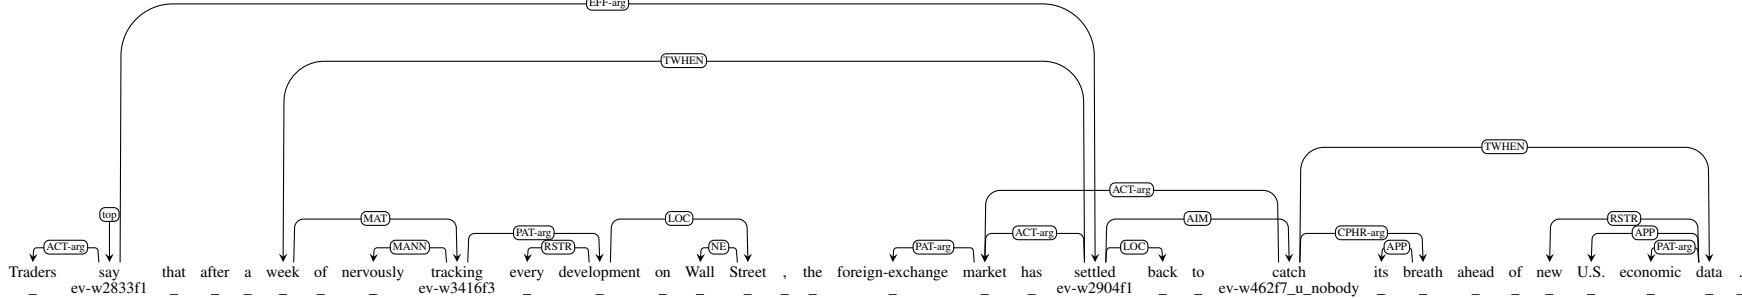 EFF-arg
TWHEN
TWHEN
ACT-arg
top MAT LOC AIM RSTR
PAT-arg ACT-arg CPHR-arg APP
ACT-arg MANN RSTR NE PAT-arg LOC APP PAT-arg
Traders say that after a week of nervously tracking every development on Wall Street , the foreign-exchange market has settled back to catch its breath ahead of new U.S. economic data .
_ ev-w2833f1 _ _ _ _ _ _ ev-w3416f3 _ _ _ _ _ _ _ _ _ _ ev-w2904f1 _ _ ev-w462f7_u_nobody _ _ _ _ _ _ _ _ _